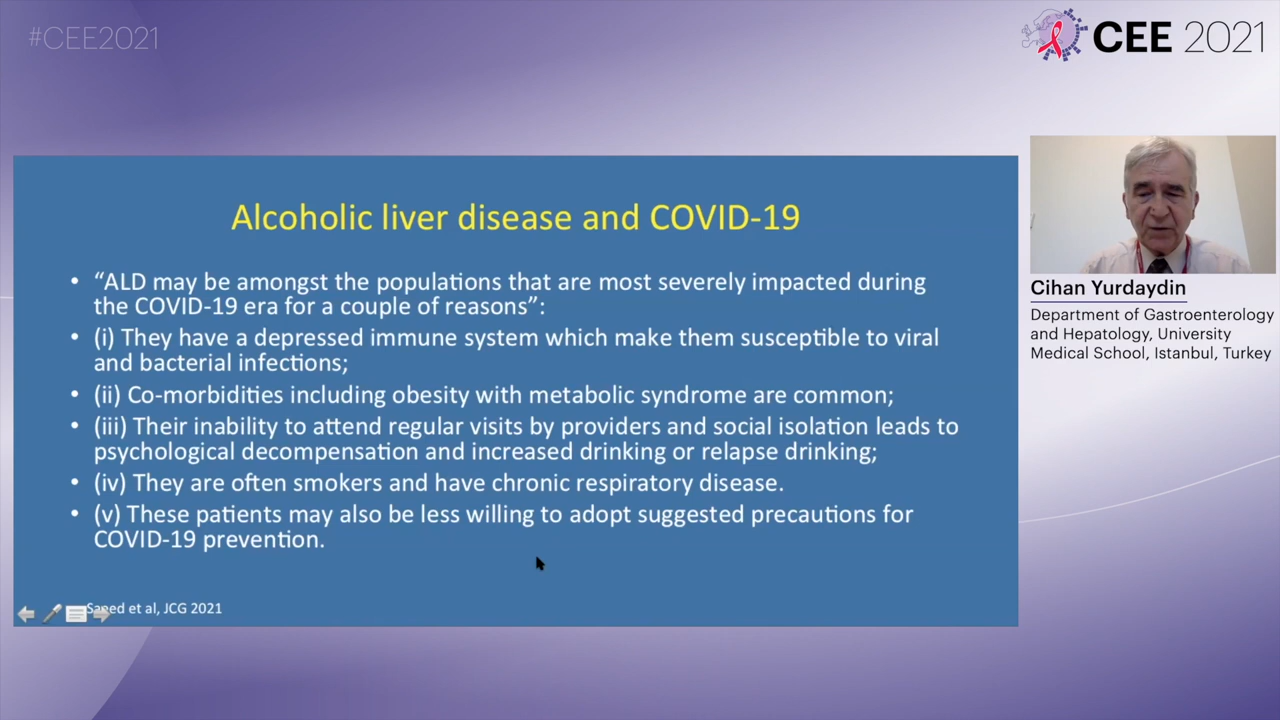 #CEE2021
CEE 2021
Alcoholic liver disease and COVID-19
• “ALD may be amongst the populations that are most severely impacted during
the COVID-19 era for a couple of reasons”:
• (i) They have a depressed immune system which make them susceptible to viral
and bacterial infections;
• (ii) Co-morbidities including obesity with metabolic syndrome are common;
• (iii) Their inability to attend regular visits by providers and social isolation leads to
psychological decompensation and increased drinking or relapse drinking;
• (iv) They are often smokers and have chronic respiratory disease.
• (v) These patients may also be less willing to adopt suggested precautions for
COVID-19 prevention.
et al, JCG 2021
Cihan Yurdaydin
Department of Gastroenterology
and Hepatology, University
Medical School, Istanbul, Turkey